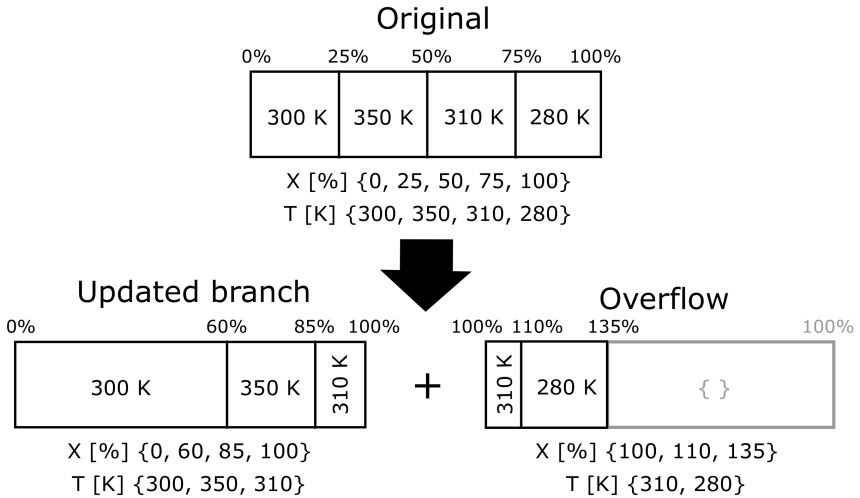 Original
0% 25% 50% 75% 100%
300 K 350 K 310 K 280 K
X [%] {0, 25, 50, 75, 100}
T [K] {300, 350, 310, 280}
Updated branch
0% 60% 85% 100%
300 K 350 K 310 K
X [%] {0, 60, 85, 100}
T [K] {300, 350, 310}
+
Overflow
100% 110% 135% 100%
310 K 280 K { }
X [%] {100, 110, 135}
T [K] {310, 280}